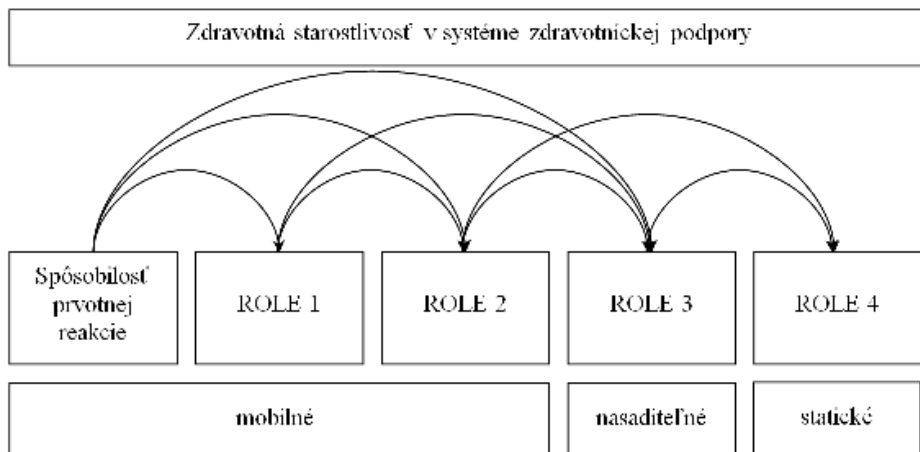 Zdravotná starostlivosť v systéme zdravotníckej podpory
Spôsobilosť
prvotnej
reakcie
ROLE 1
ROLE 2
ROLE 3
ROLE 4
mobilné
nasaditeľné
statické